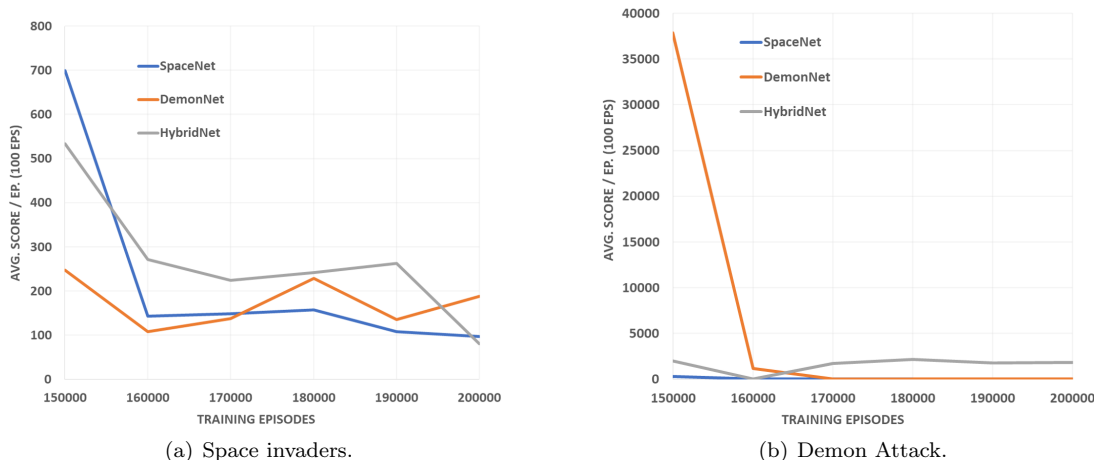 800
700
600
500
400
300
200
100
0
AVG. SCORE / EP. (100 EPS)
SpaceNet
DemonNet
HybridNet
150000 160000 170000 180000 190000 200000
TRAINING EPISODES
(a) Space invaders.
40000
35000
30000
25000
20000
15000
10000
5000
0
AVG. SCORE / EP. (100 EPS)
SpaceNet
DemonNet
HybridNet
150000 160000 170000 180000 190000 200000
TRAINING EPISODES
(b) Demon Attack.